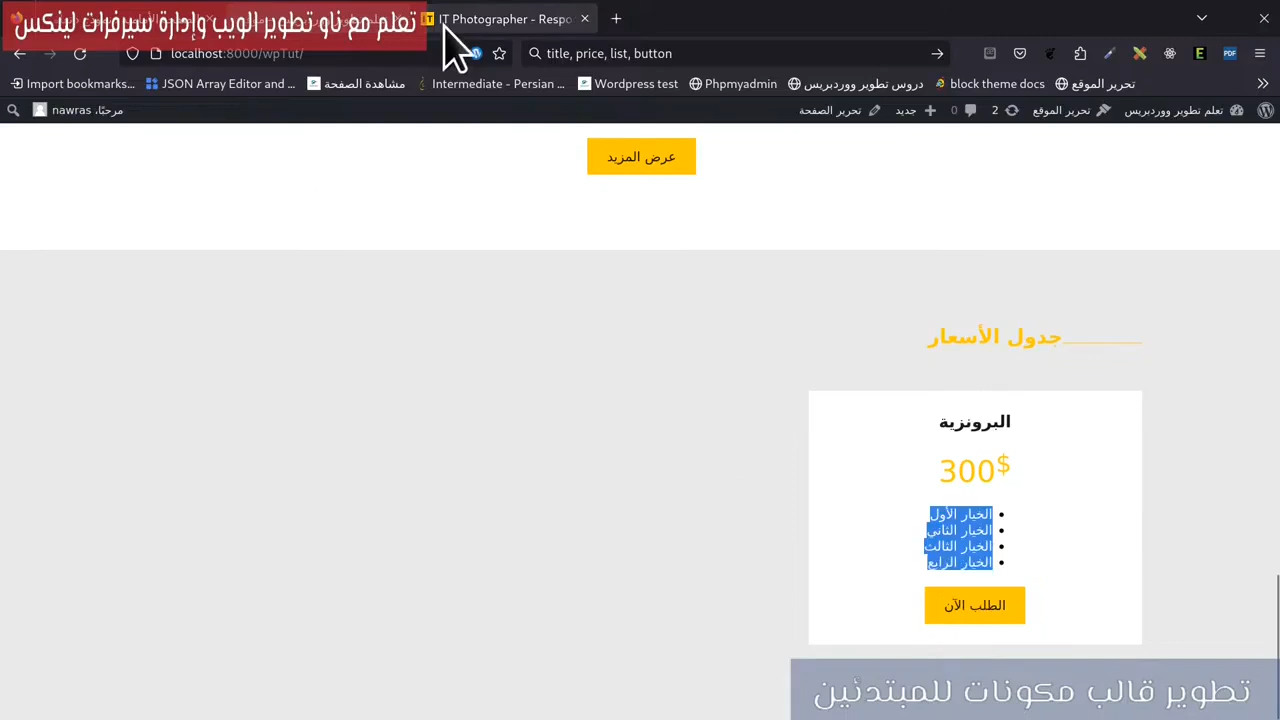 تعلم مع ناو تطوير الويب وإدارة سيرفرات لينكس
IT Photographer - Respo
localhost:8000/wpTut/
title, price, list, button
Import bookmarks...
JSON Array Editor and ...
مشاهدة الصفحة
Intermediate - Persian ...
Wordpress test
Phpmyadmin
دروس تطوير ووردبريس
block theme docs
تحرير الموقع
تعلم تطوير ووردبريس
تحرير الموقع
2
0
جديد
تحرير الصفحة
مرحبًا، nawras
عرض المزيد
جدول الأسعار
البرونزية
300$
الخيار الأول
الخيار الثاني
الخيار الثالث
الخيار الرابع
الطلب الآن
تطوير قالب مكونات للمبتدئين